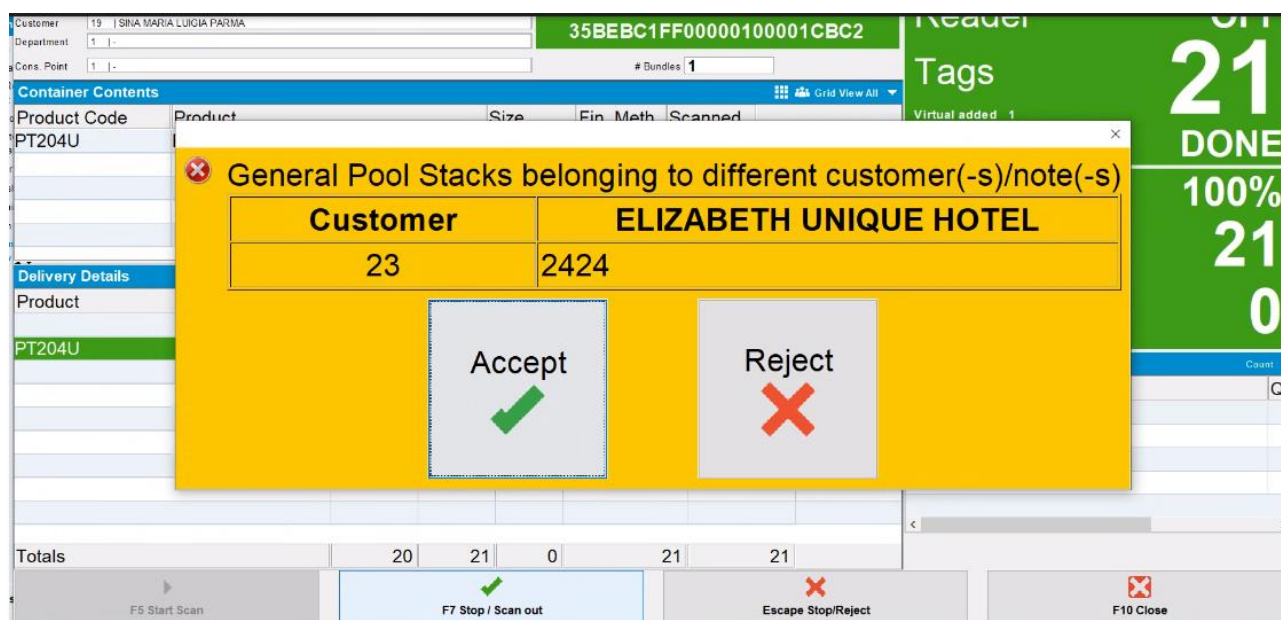 Customer 19 | SINA MARIA LUIGIA PARMA
Department 1 | -
Cons. Point 1 | -
35BEBC1FF00000100001CBC2
# Bundles 1
Reader OFF
Tags 21
Virtual added 1
DONE
100%
21
0
Container Contents Grid View All
Product Code Product Size Fin. Meth. Scanned
PT204U
General Pool Stacks belonging to different customer(-s)/note(-s)
Customer ELIZABETH UNIQUE HOTEL
23 2424
Accept Reject
Delivery Details
Product
PT204U
Count
Totals 20 21 0 21 21
F5 Start Scan F7 Stop / Scan out Escape Stop/Reject F10 Close